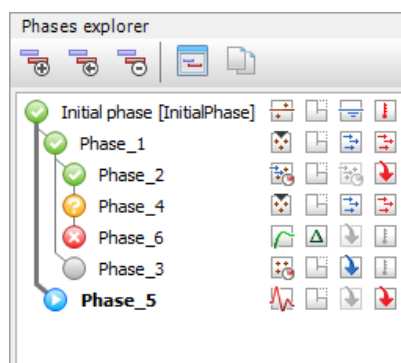 Phases explorer
Initial phase [InitialPhase]
Phase_1
Phase_2
Phase_4
Phase_6
Phase_3
Phase_5